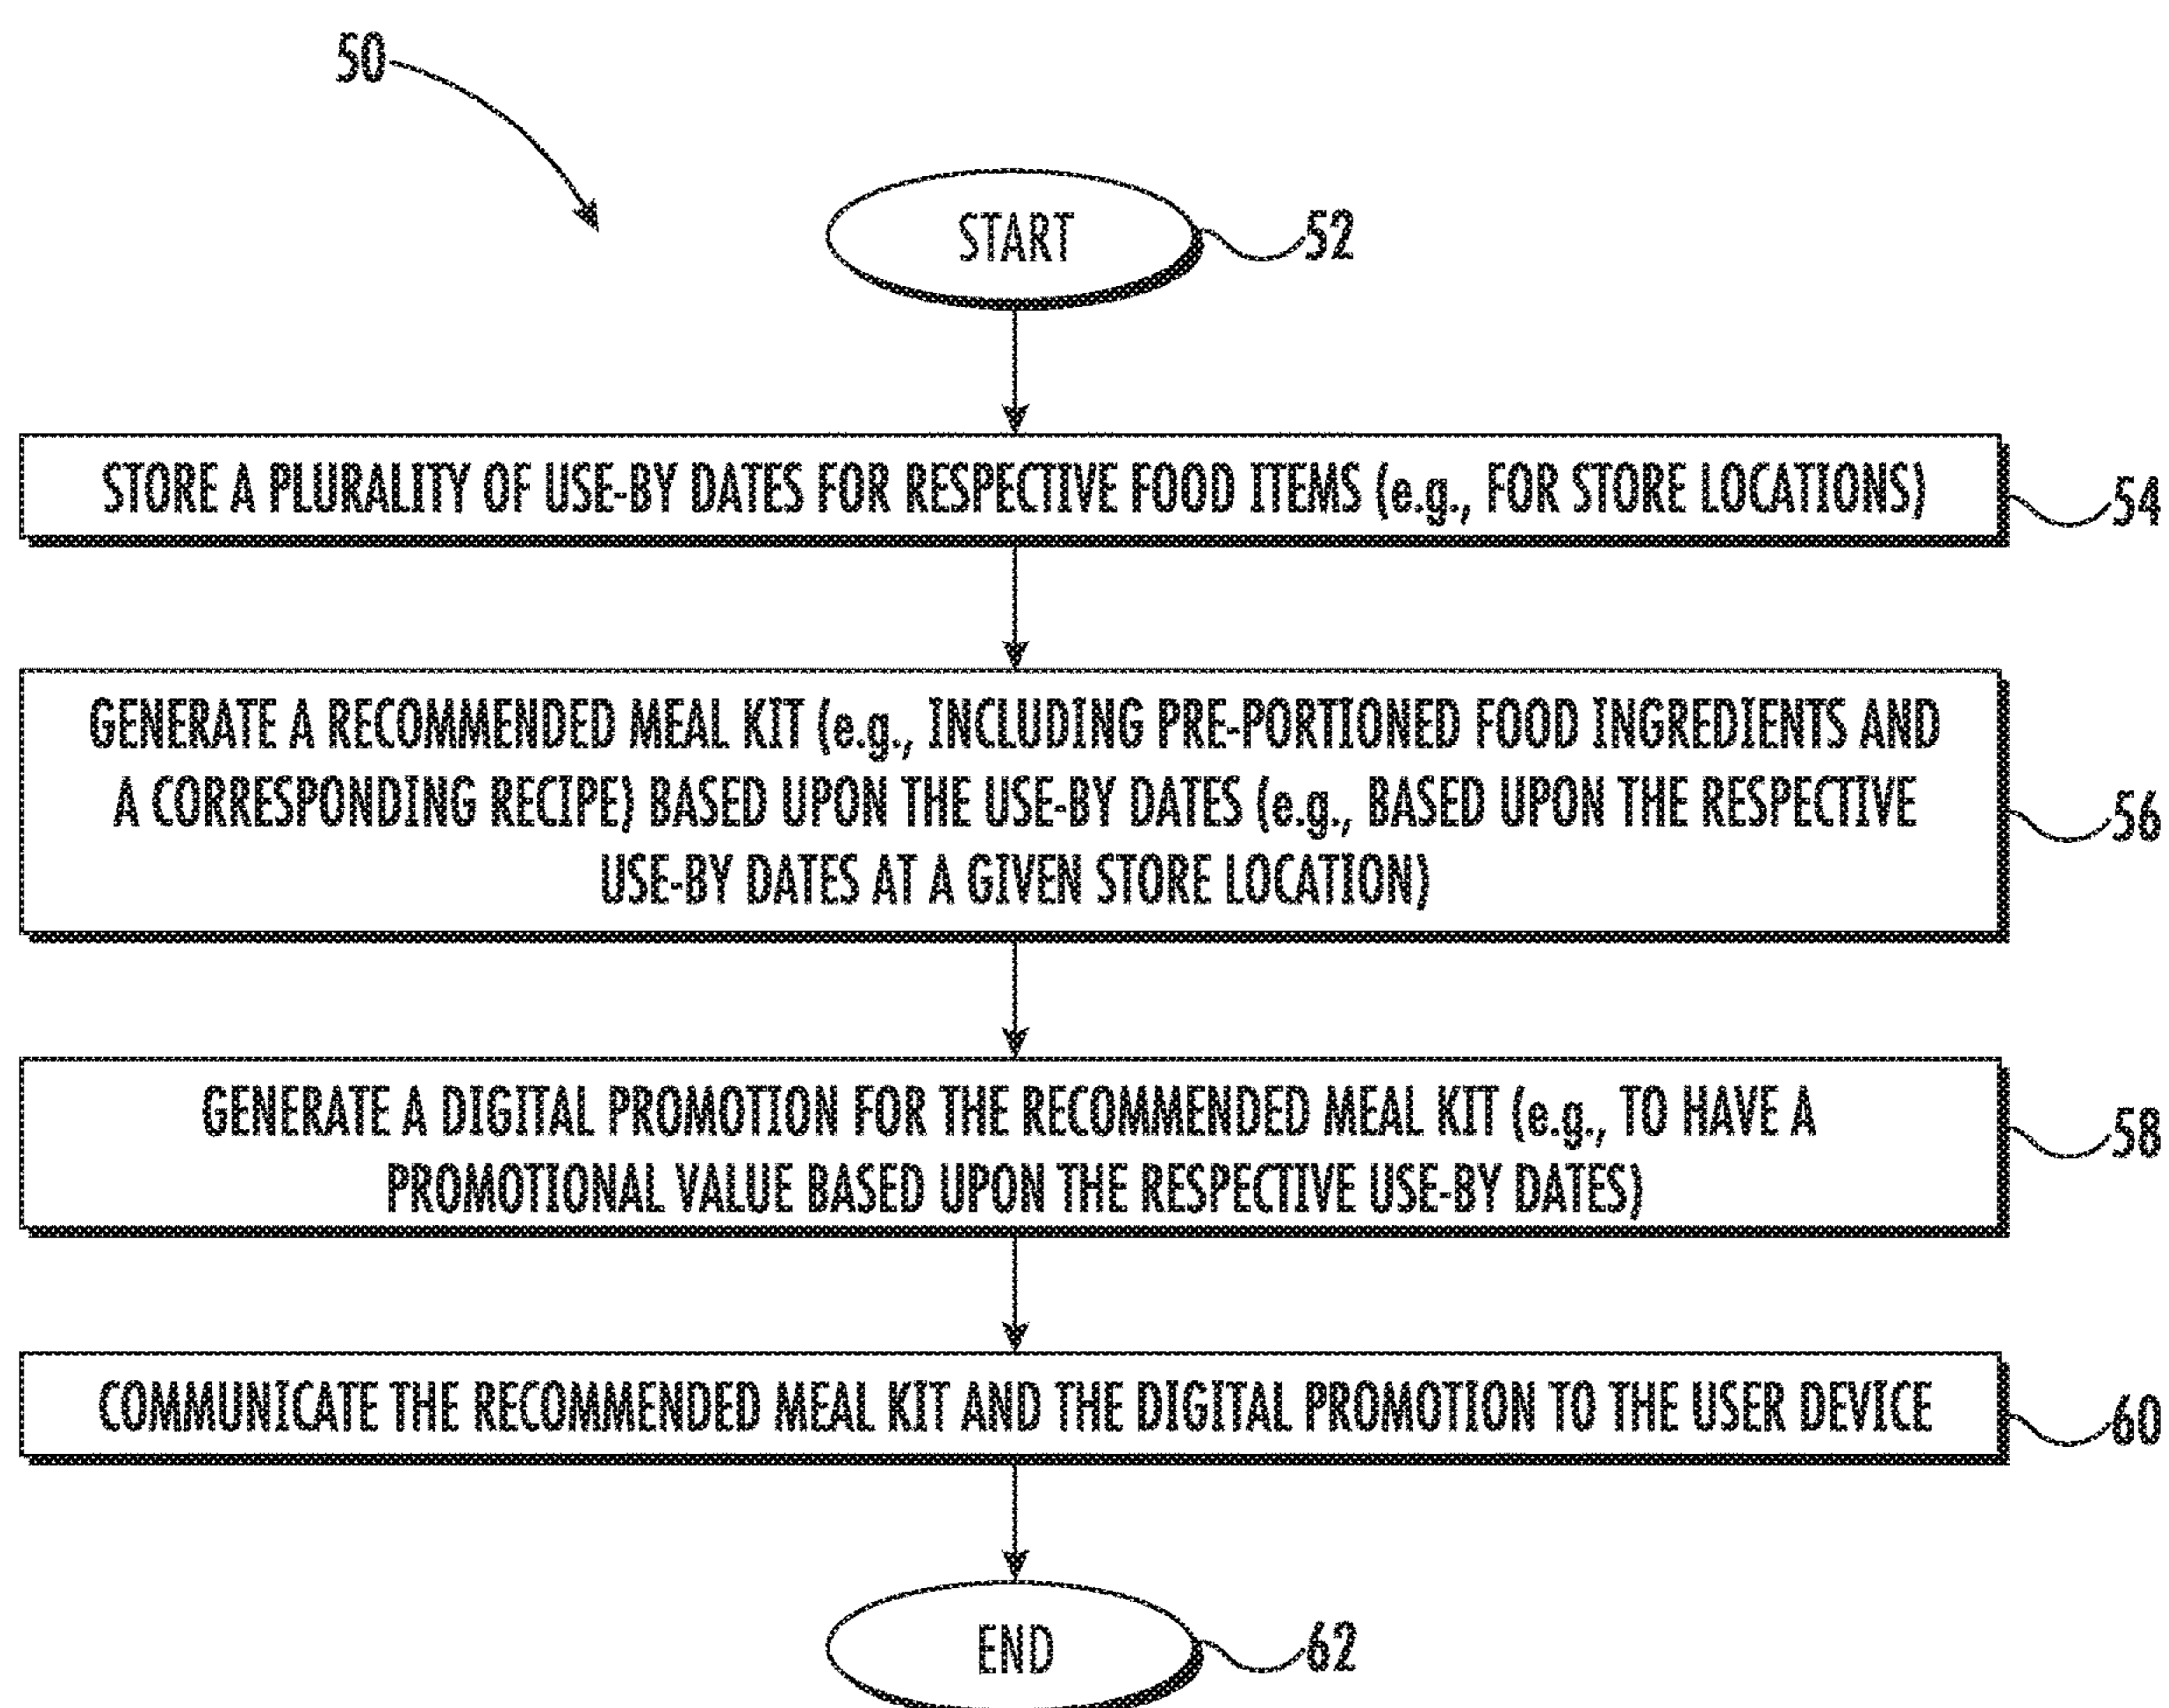 50
START
52
STORE A PLURALITY OF USE-BY DATES FOR RESPECTIVE FOOD ITEMS (e.g., FOR STORE LOCATIONS)
54
GENERATE A RECOMMENDED MEAL KIT (e.g., INCLUDING PRE-PORTIONED FOOD INGREDIENTS AND
A CORRESPONDING RECIPE) BASED UPON THE USE-BY DATES (e.g., BASED UPON THE RESPECTIVE
USE-BY DATES AT A GIVEN STORE LOCATION)
56
GENERATE A DIGITAL PROMOTION FOR THE RECOMMENDED MEAL KIT (e.g., TO HAVE A
PROMOTIONAL VALUE BASED UPON THE RESPECTIVE USE-BY DATES)
58
COMMUNICATE THE RECOMMENDED MEAL KIT AND THE DIGITAL PROMOTION TO THE USER DEVICE
60
END
62